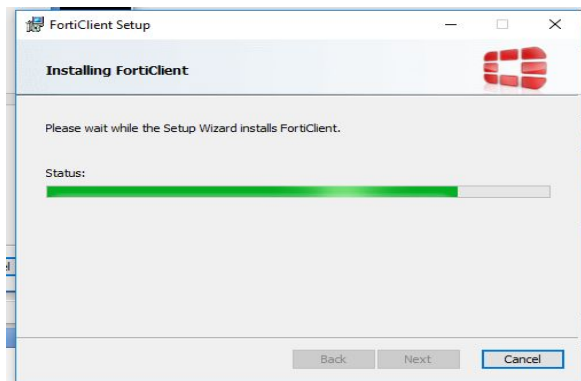 FortiClient Setup
Installing FortiClient
Please wait while the Setup Wizard installs FortiClient.
Status:
Back
Next
Cancel